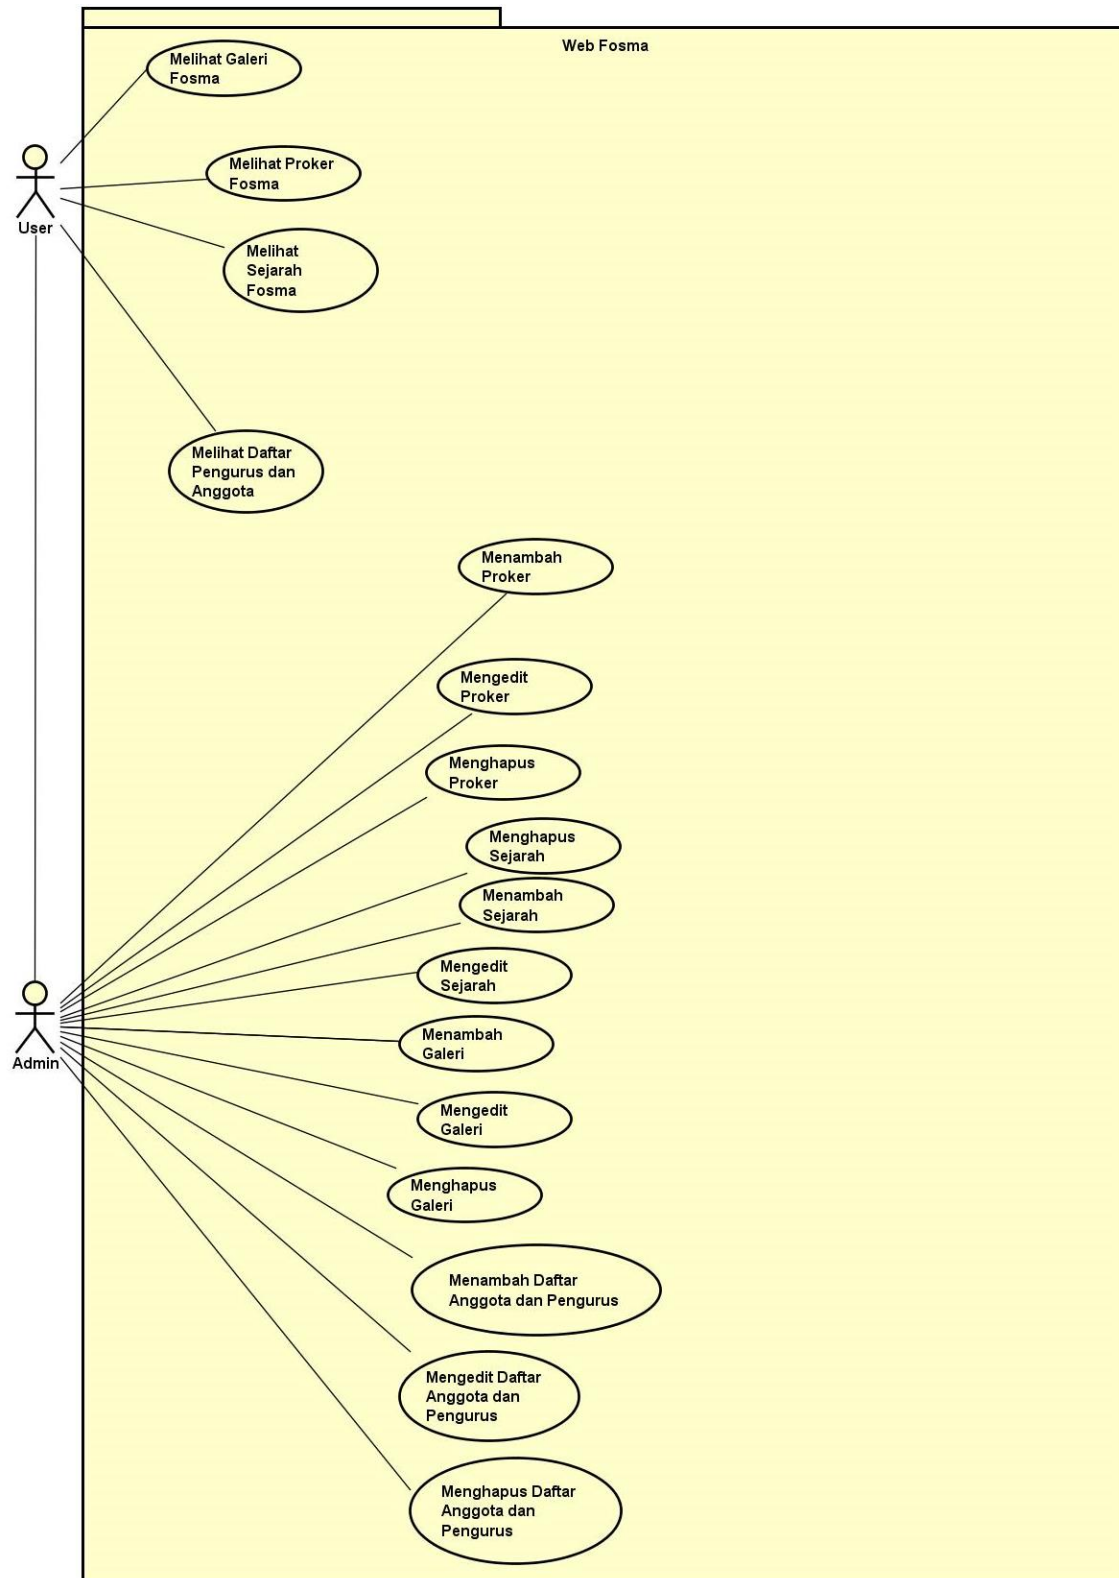 Web Fosma
Melihat Galeri
Fosma
Melihat Proker
Fosma
User
Melihat
Sejarah
Fosma
Melihat Daftar
Pengurus dan
Anggota
Menambah
Proker
Mengedit
Proker
Menghapus
Proker
Menghapus
Sejarah
Menambah
Sejarah
Mengedit
Sejarah
Admin
Menambah
Galeri
Mengedit
Galeri
Menghapus
Galeri
Menambah Daftar
Anggota dan Pengurus
Mengedit Daftar
Anggota dan
Pengurus
Menghapus Daftar
Anggota dan
Pengurus